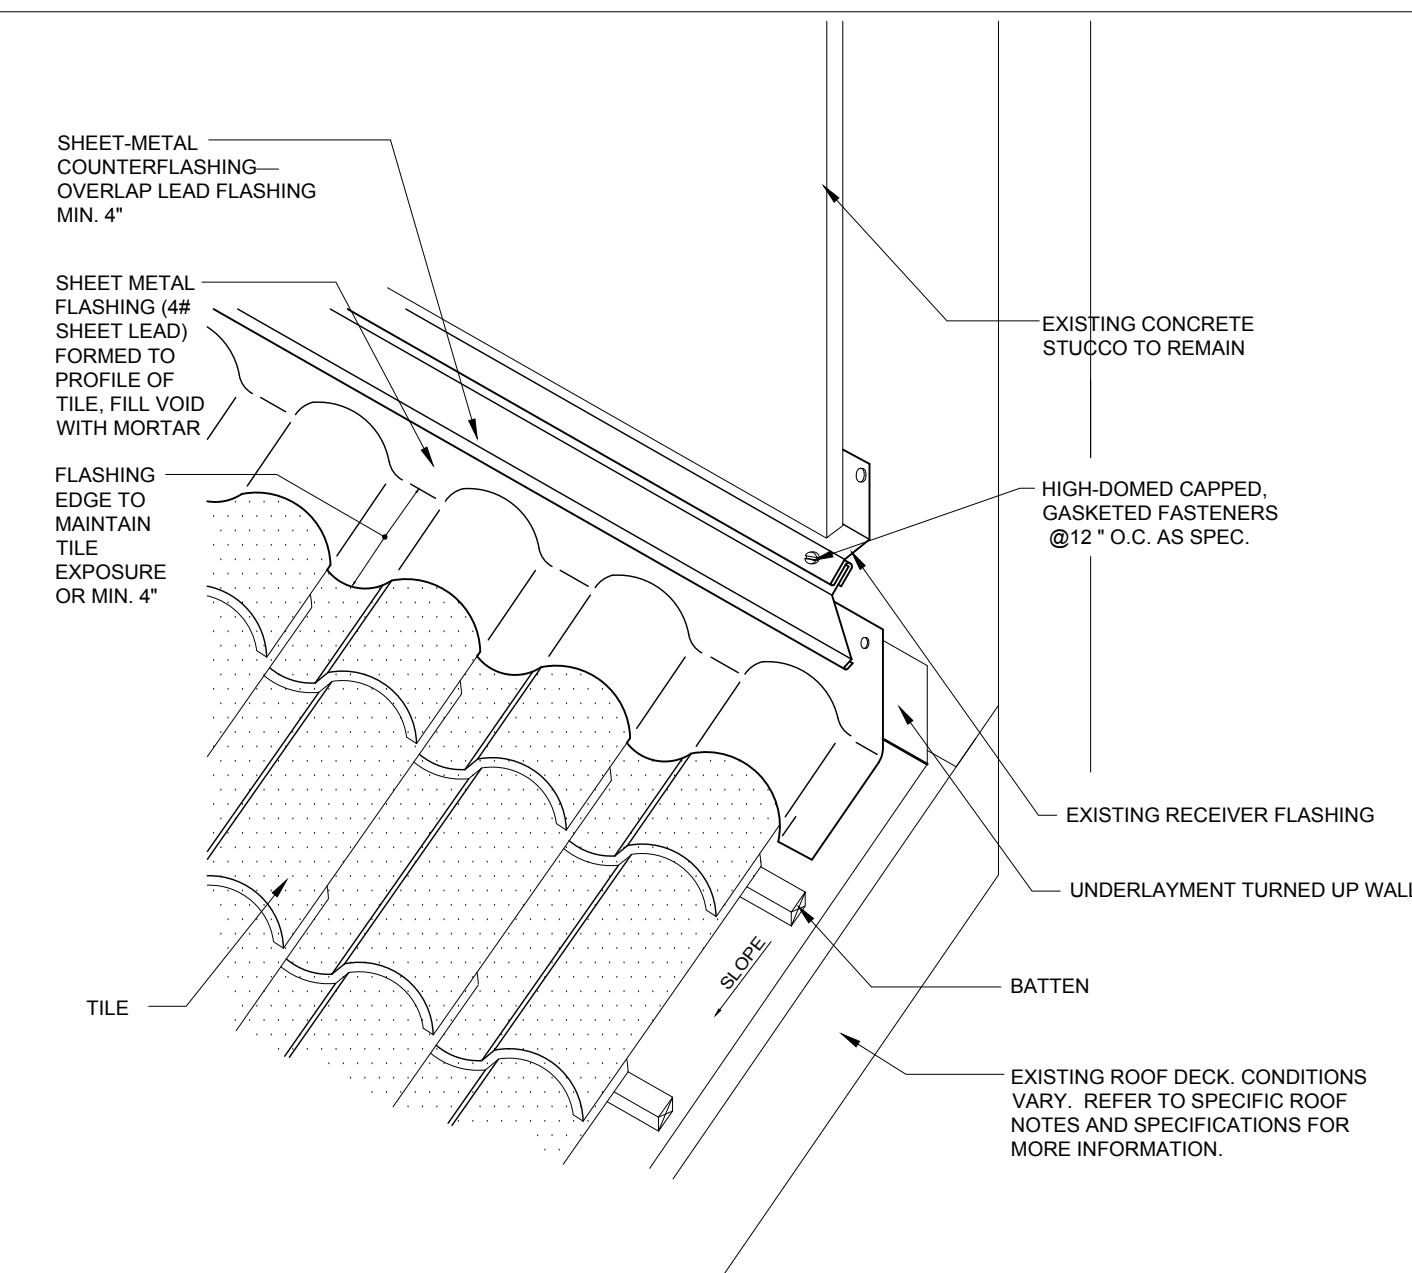 SHEET-METAL
COUNTERFLASHING—
OVERLAP LEAD FLASHING
MIN. 4"
SHEET METAL
FLASHING (4#
SHEET LEAD)
FORMED TO
PROFILE OF
TILE, FILL VOID
WITH MORTAR
FLASHING
EDGE TO
MAINTAIN
TILE
EXPOSURE
OR MIN. 4"
TILE
EXISTING CONCRETE
STUCCO TO REMAIN
HIGH-DOMED CAPPED,
GASKETED FASTENERS
@12 " O.C. AS SPEC.
EXISTING RECEIVER FLASHING
UNDERLAYMENT TURNED UP WALL
SLOPE
BATTEN
EXISTING ROOF DECK. CONDITIONS
VARY. REFER TO SPECIFIC ROOF
NOTES AND SPECIFICATIONS FOR
MORE INFORMATION.